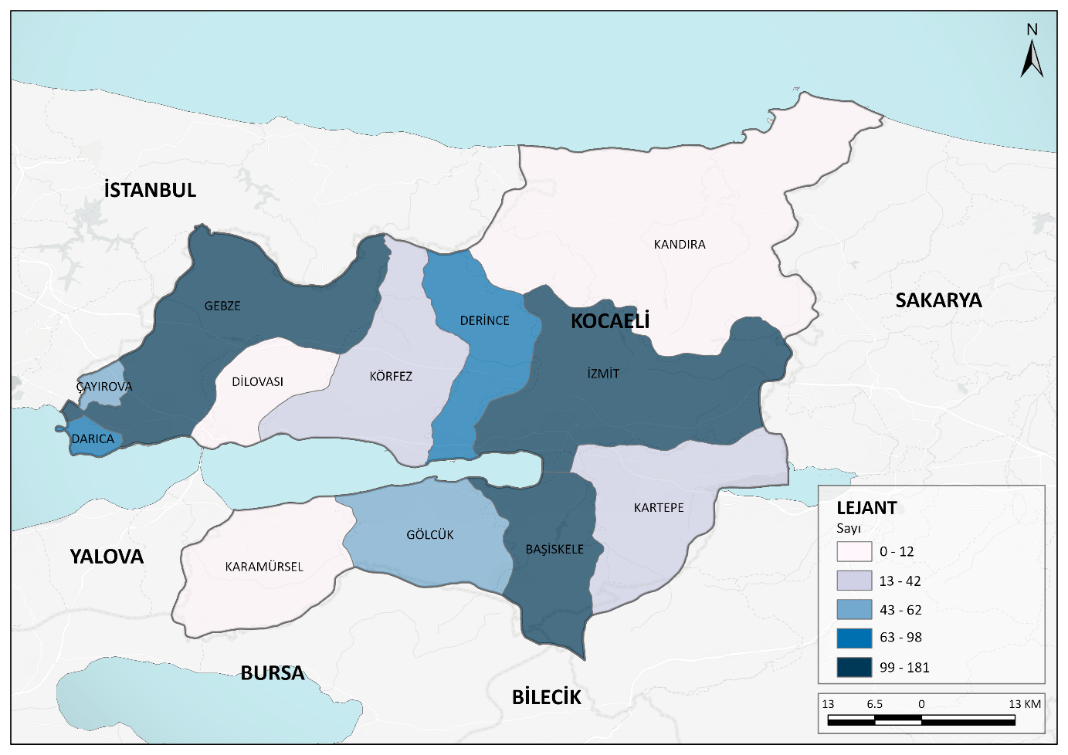 N
İSTANBUL
KANDIRA
SAKARYA
GEBZE
DERİNCE
KOCAELİ
KÖRFEZ
İZMİT
DİLOVASI
ÇAYIROVA
DARICA
KARTEPE
GÖLCÜK
BAŞİSKELE
YALOVA
KARAMÜRSEL
BURSA
BİLECİK
LEJANT
Sayı
0 - 12
13 - 42
43 - 62
63 - 98
99 - 181
13 6.5 0 13 KM